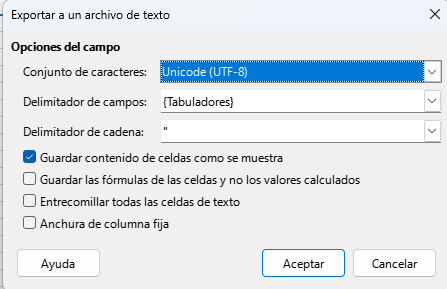 Exportar a un archivo de texto
Opciones del campo
Conjunto de caracteres: Unicode (UTF-8)
Delimitador de campos: {Tabuladores}
Delimitador de cadena: "
Guardar contenido de celdas como se muestra
Guardar las fórmulas de las celdas y no los valores calculados
Entrecomillar todas las celdas de texto
Anchura de columna fija
Ayuda Aceptar Cancelar